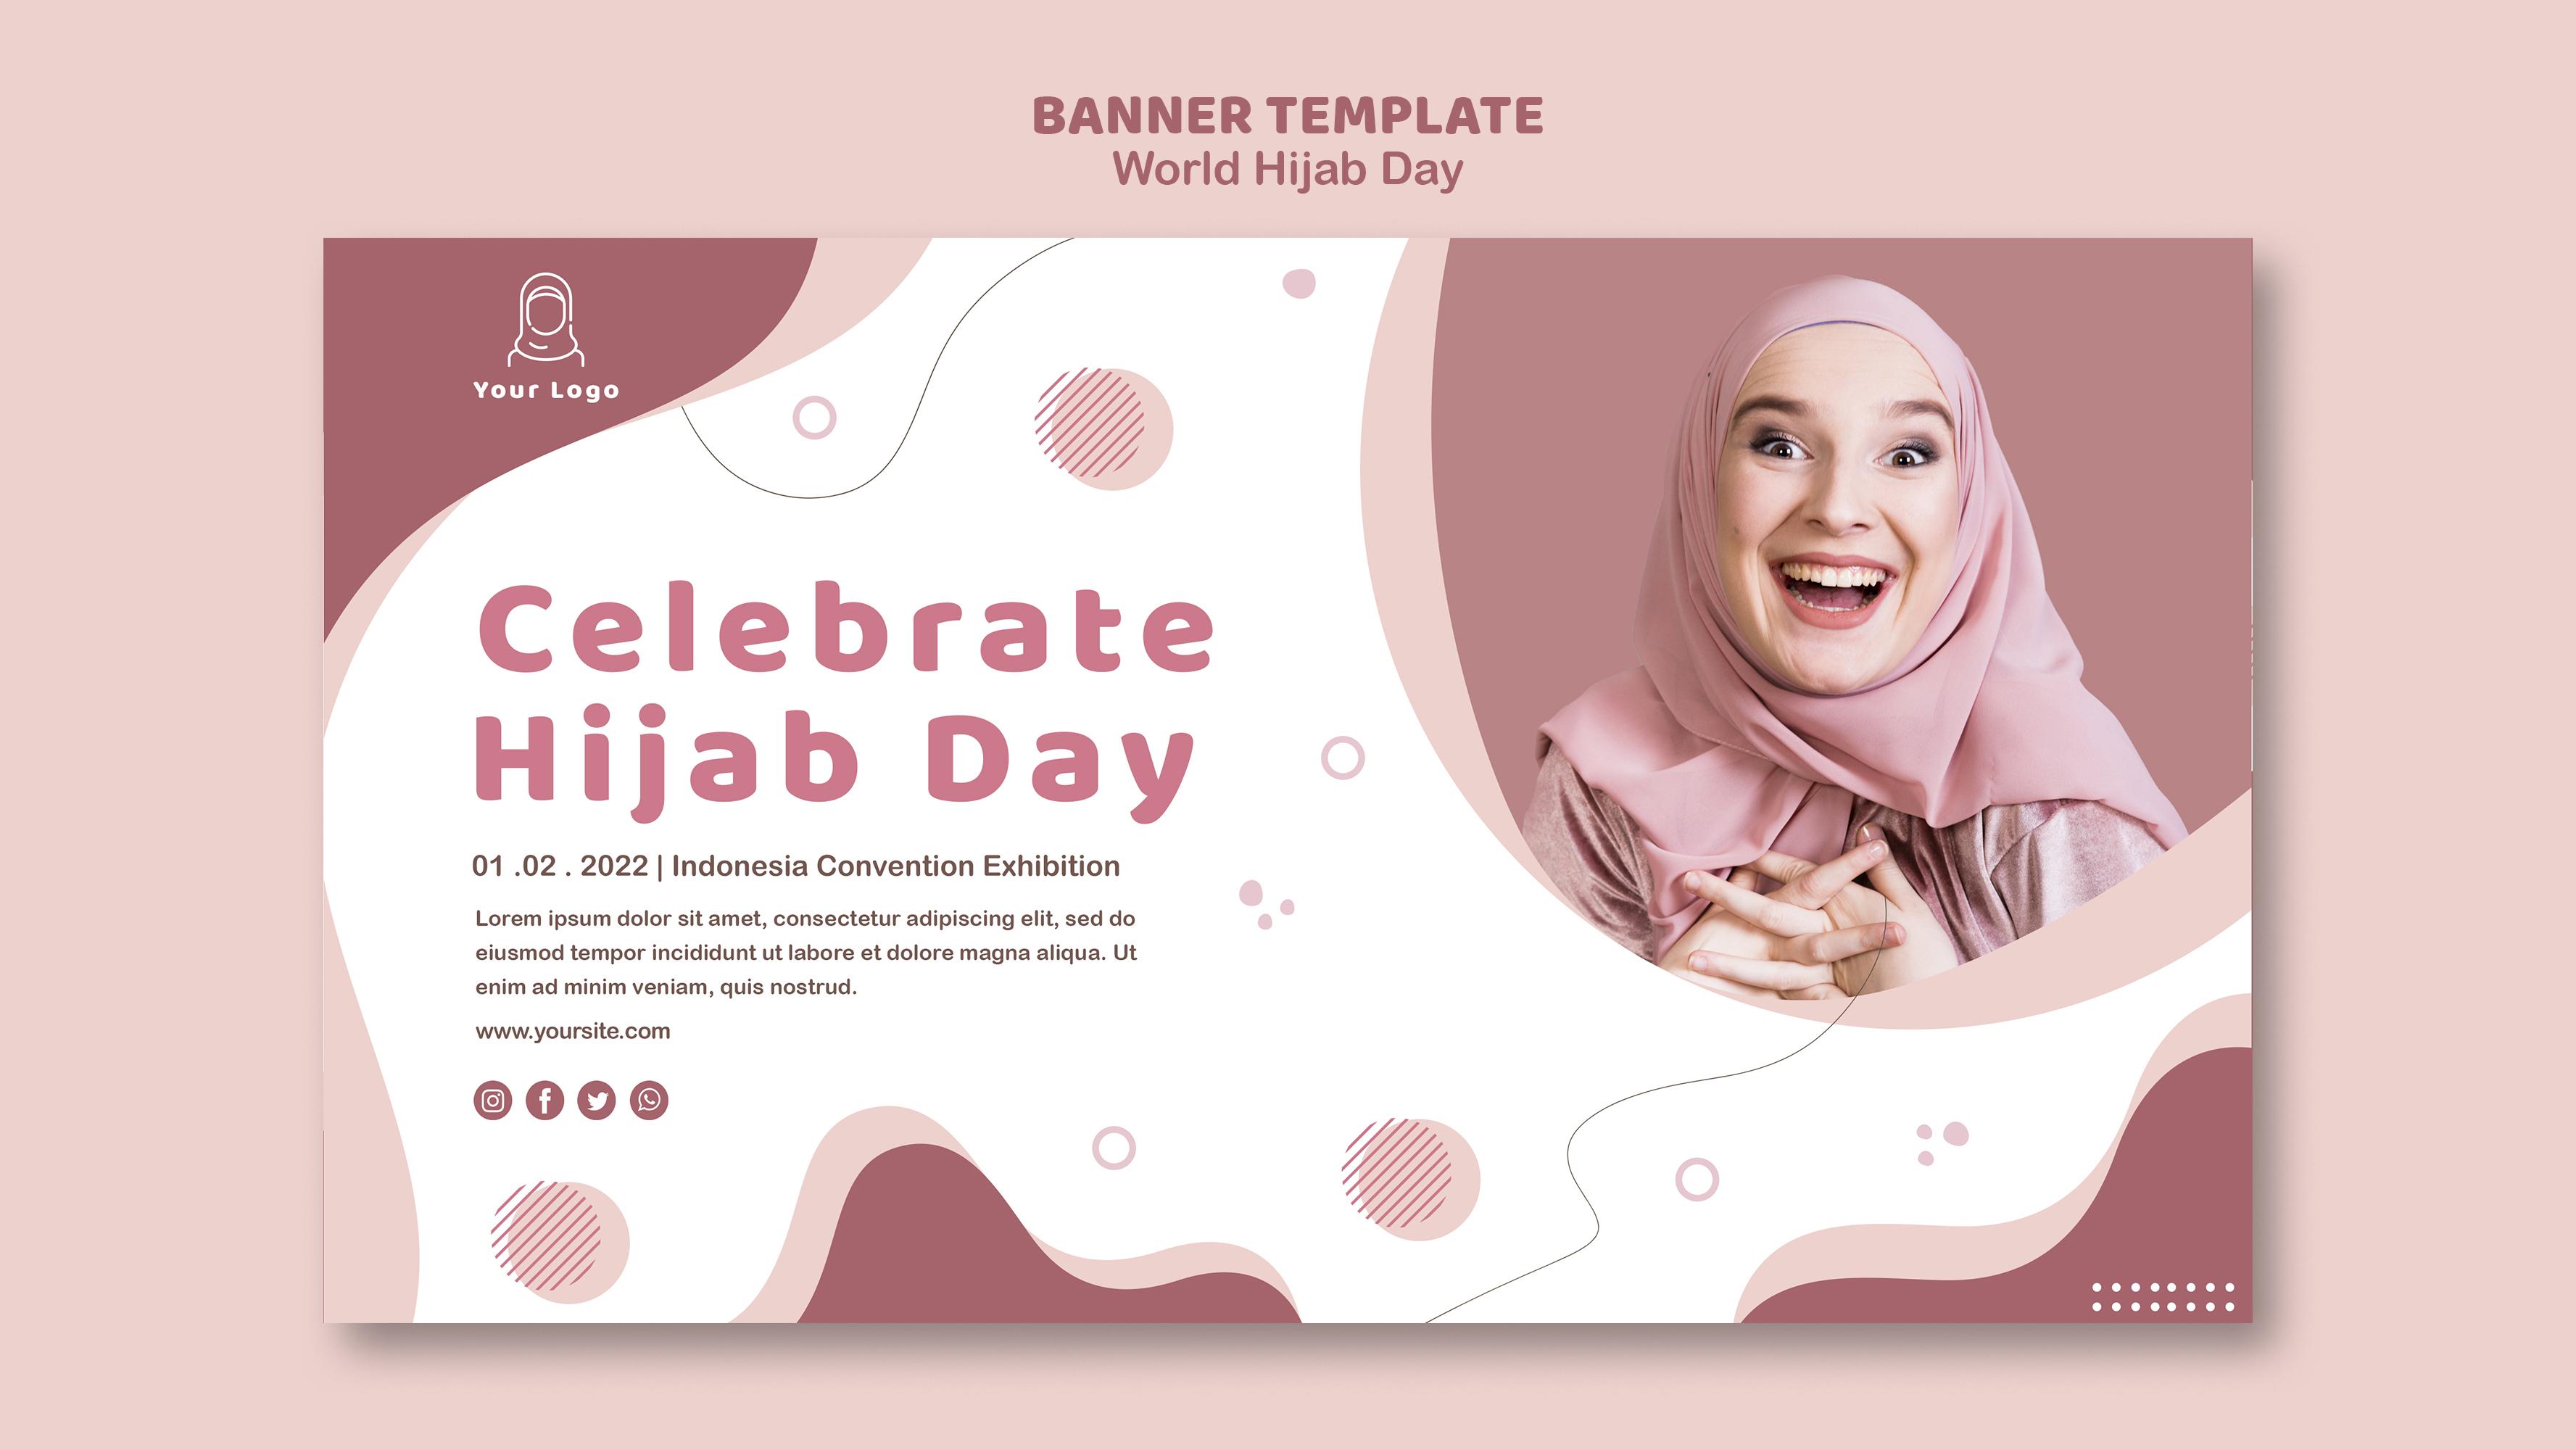 BANNER TEMPLATE
World Hijab Day
Your Logo
Celebrate
Hijab Day
01 .02 . 2022 | Indonesia Convention Exhibition
Lorem ipsum dolor sit amet, consectetur adipiscing elit, sed do
eiusmod tempor incididunt ut labore et dolore magna aliqua. Ut
enim ad minim veniam, quis nostrud.
www.yoursite.com